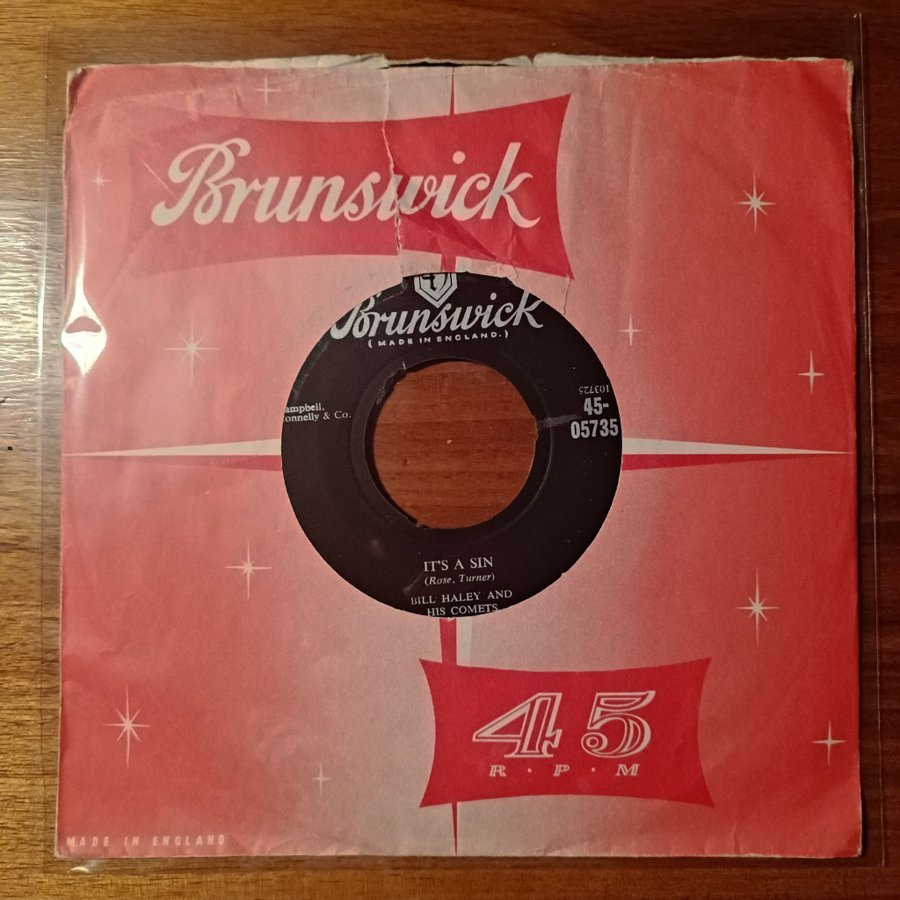 Brunswick
Brunswick
(MADE IN ENGLAND.)
ampbell,
onnelly & Co.
103725
45-
05735
IT'S A SIN
(Rose, Turner)
BILL HALEY AND
HIS COMETS
45
R·P·M
MADE IN ENGLAND